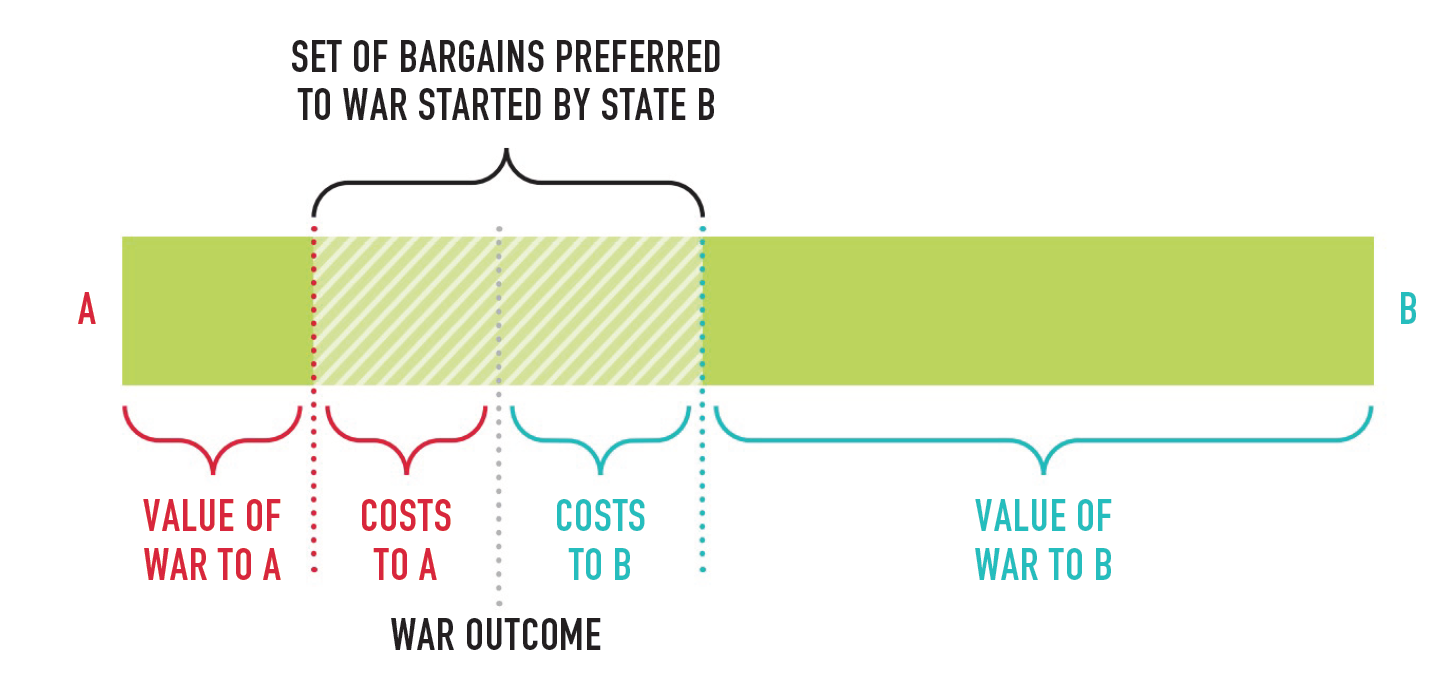 SET OF BARGAINS PREFERRED
TO WAR STARTED BY STATE B
A
B
VALUE OF
WAR TO A
COSTS
TO A
COSTS
TO B
VALUE OF
WAR TO B
WAR OUTCOME